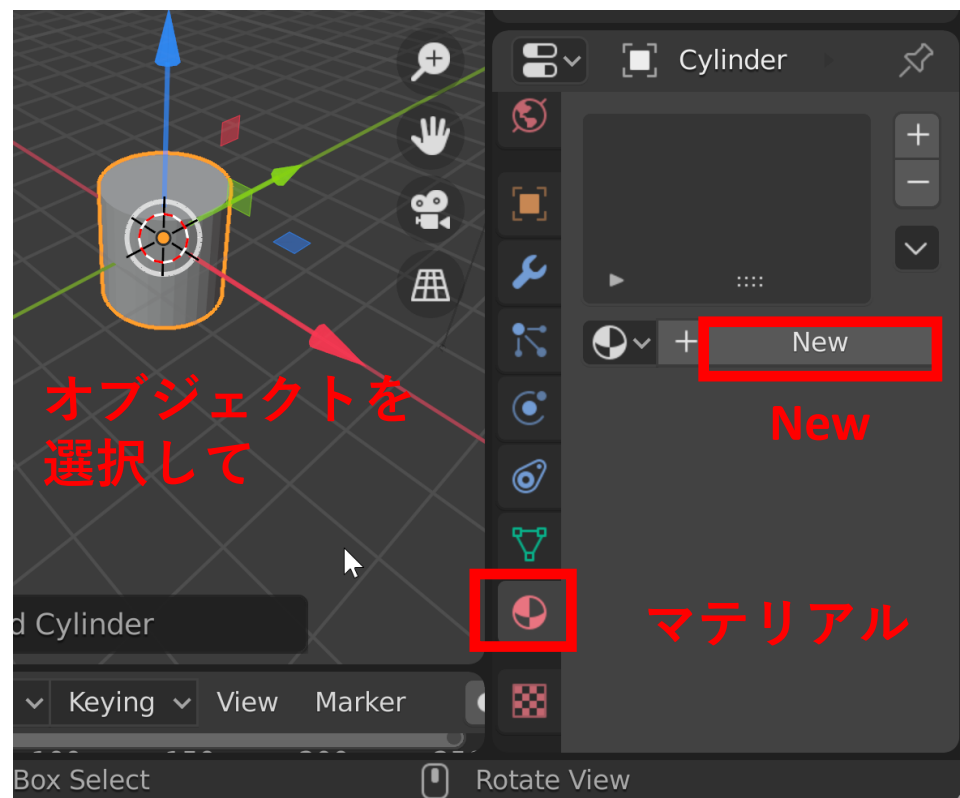 Cylinder
New
New
オブジェクトを
選択して
マテリアル
d Cylinder
Keying
View
Marker
Box Select
Rotate View